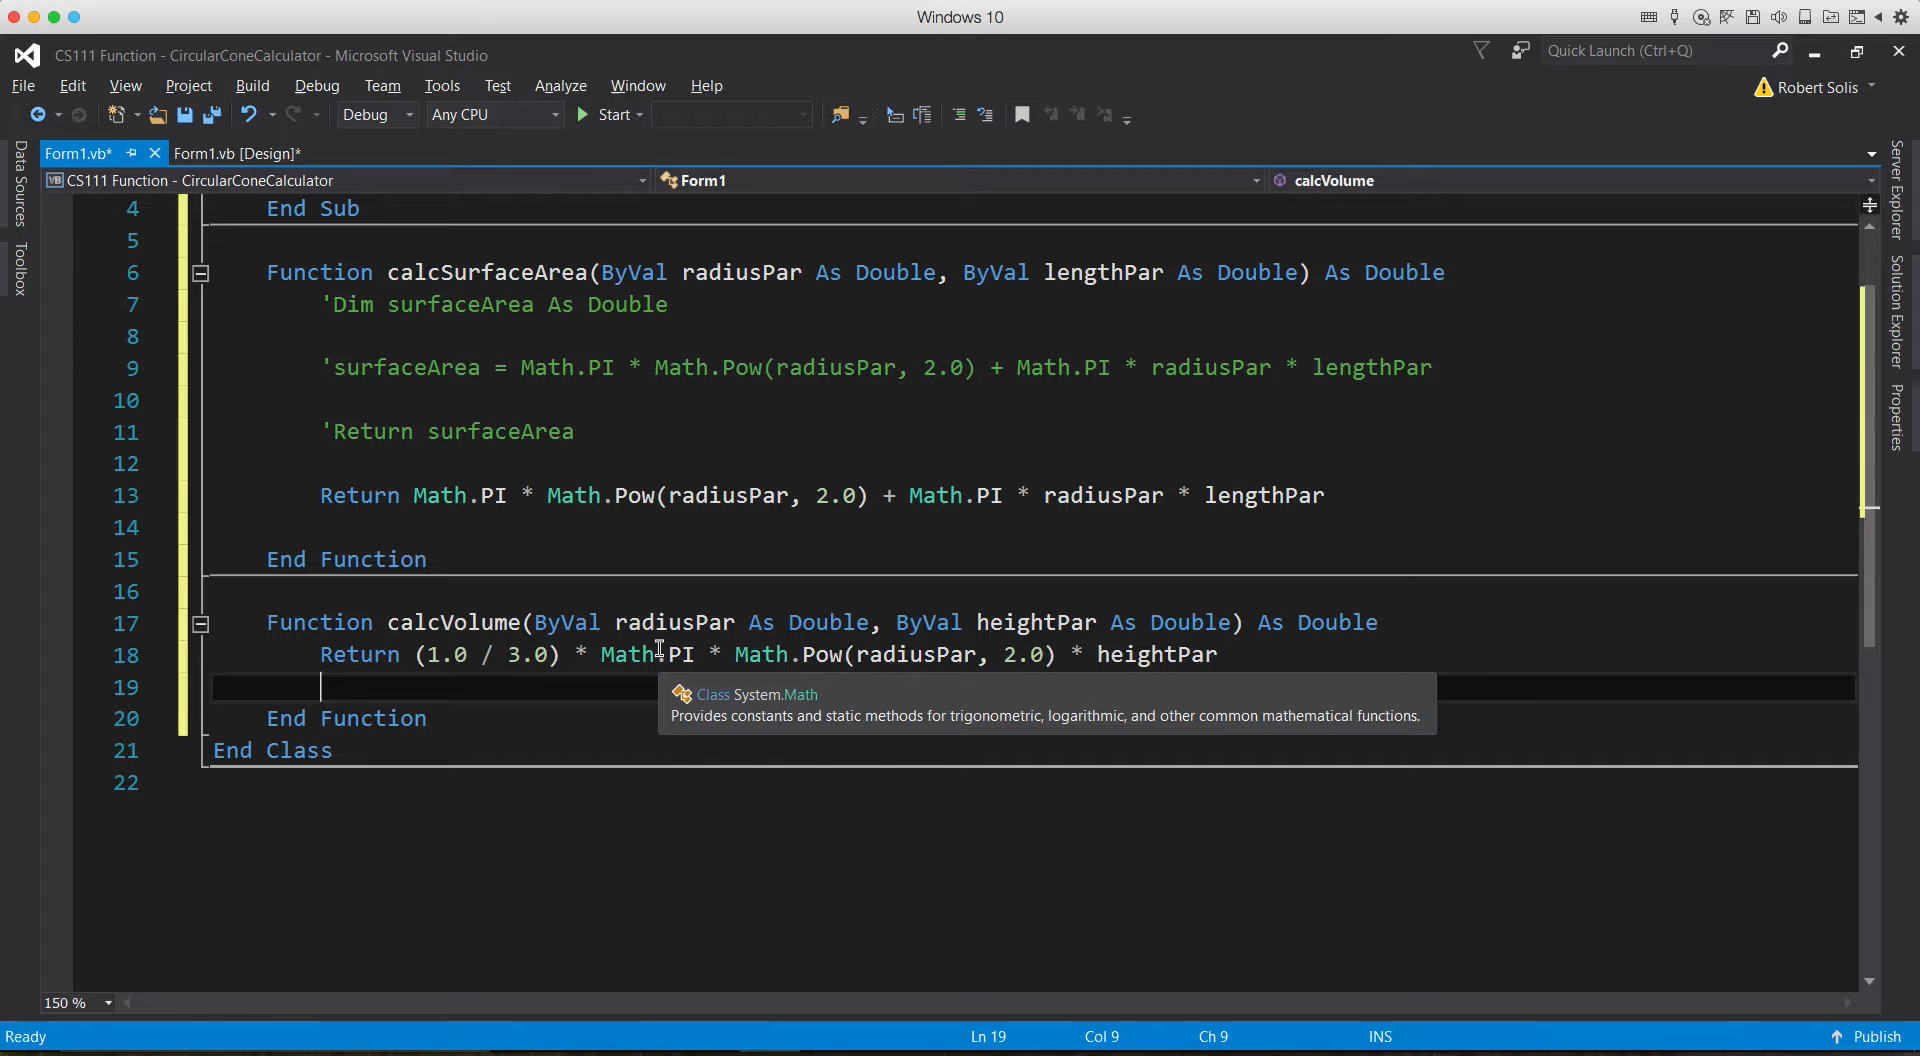 Windows 10
CS111 Function - CircularConeCalculator - Microsoft Visual Studio
Quick Launch (Ctrl+Q)
File Edit View Project Build Debug Team Tools Test Analyze Window Help
Robert Solis
Debug Any CPU Start
Form1.vb* Form1.vb [Design]*
CS111 Function - CircularConeCalculator Form1 calcVolume
Data Sources
Toolbox
Server Explorer
Solution Explorer
Properties
4 End Sub
5
6 Function calcSurfaceArea(ByVal radiusPar As Double, ByVal lengthPar As Double) As Double
7 'Dim surfaceArea As Double
8
9 'surfaceArea = Math.PI * Math.Pow(radiusPar, 2.0) + Math.PI * radiusPar * lengthPar
10
11 'Return surfaceArea
12
13 Return Math.PI * Math.Pow(radiusPar, 2.0) + Math.PI * radiusPar * lengthPar
14
15 End Function
16
17 Function calcVolume(ByVal radiusPar As Double, ByVal heightPar As Double) As Double
18 Return (1.0 / 3.0) * Math.PI * Math.Pow(radiusPar, 2.0) * heightPar
19
Class System.Math
Provides constants and static methods for trigonometric, logarithmic, and other common mathematical functions.
20 End Function
21 End Class
22
150 %
Ready Ln 19 Col 9 Ch 9 INS Publish